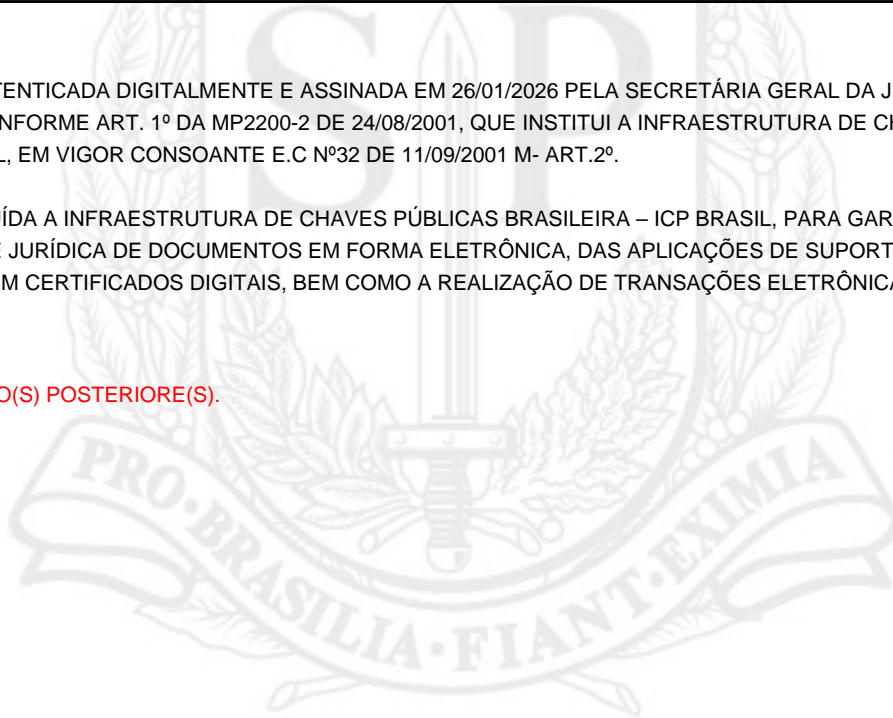 TENTICADA DIGITALMENTE E ASSINADA EM 26/01/2026 PELA SECRETÁRIA GERAL DA J
NFORME ART. 1º DA MP2200-2 DE 24/08/2001, QUE INSTITUI A INFRAESTRUTURA DE CH
L, EM VIGOR CONSOANTE E.C Nº32 DE 11/09/2001 M- ART.2º.
UÍDA A INFRAESTRUTURA DE CHAVES PÚBLICAS BRASILEIRA – ICP BRASIL, PARA GAR
E JURÍDICA DE DOCUMENTOS EM FORMA ELETRÔNICA, DAS APLICAÇÕES DE SUPORT
M CERTIFICADOS DIGITAIS, BEM COMO A REALIZAÇÃO DE TRANSAÇÕES ELETRÔNICA
O(S) POSTERIORE(S).
SP
PRO·BRASILIA·FIANT·EXIMIA